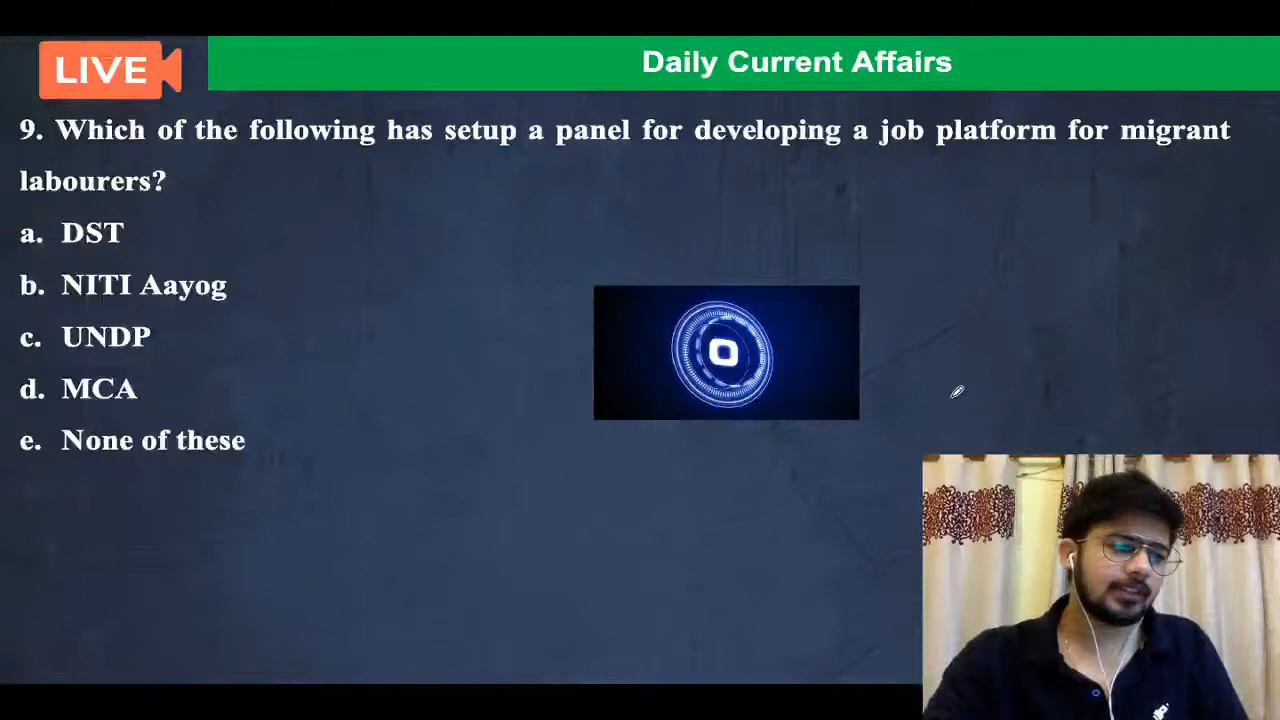 LIVE
Daily Current Affairs
9. Which of the following has setup a panel for developing a job platform for migrant
labourers?
a. DST
b. NITI Aayog
c. UNDP
d. MCA
e. None of these